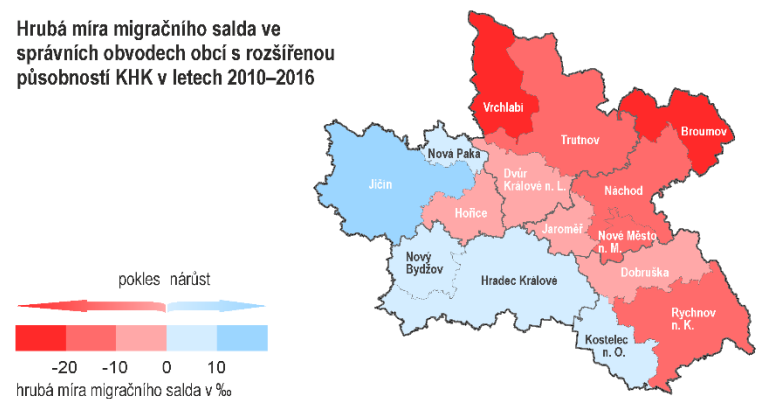 Hrubá míra migračního salda ve
správních obvodech obcí s rozšířenou
působností KHK v letech 2010–2016
Vrchlabí
Broumov
Trutnov
Nová Paka
Dvůr
Králové n. L.
Jičín
Náchod
Hořice
Jaroměř
Nové Město
n. M.
Nový
Bydžov
Hradec Králové
Dobruška
Rychnov
n. K.
Kostelec
n. O.
pokles nárůst
-20 -10 0 10
hrubá míra migračního salda v ‰